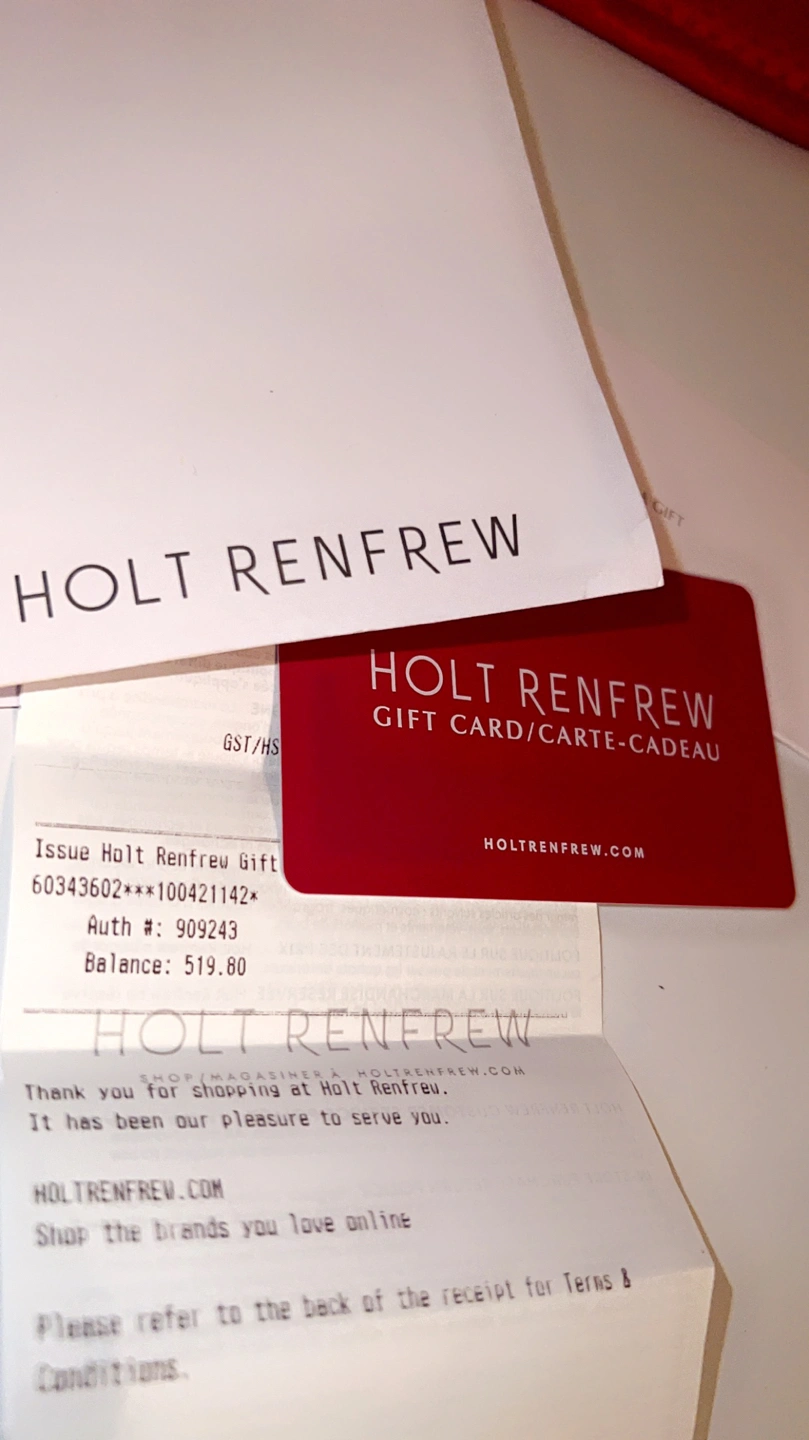 HOLT RENFREW
GIFT
HOLT RENFREW
GIFT CARD/CARTE-CADEAU
HOLTRENFREW.COM
GST/HS
Issue Holt Renfrew Gift
60343602***100421142*
Auth #: 909243
Balance: 519.80
HOLT RENFREW
SHOP/MAGASINER À HOLTRENFREW.COM
Thank you for shopping at Holt Renfrew.
It has been our pleasure to serve you.
HOLTRENFREW.COM
Shop the brands you love online
Please refer to the back of the receipt for Terms &
Conditions.